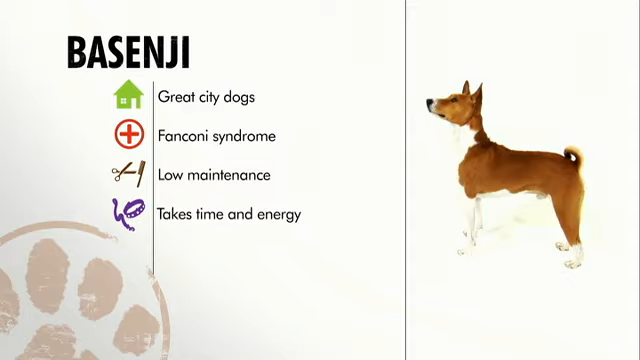 BASENJI
Great city dogs
Fanconi syndrome
Low maintenance
Takes time and energy